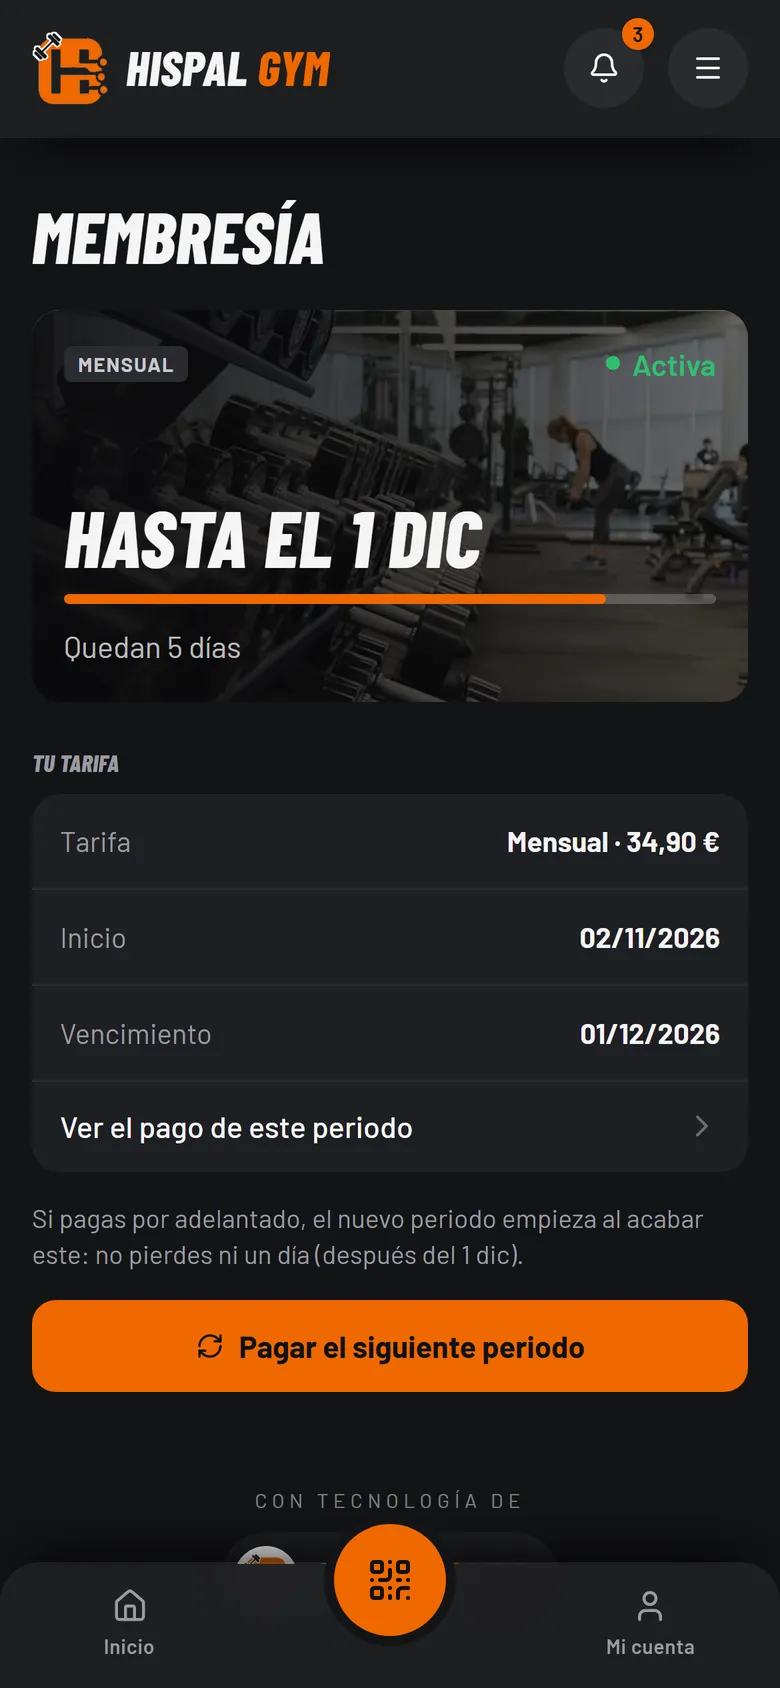 HISPAL GYM
3
MEMBRESÍA
MENSUAL
Activa
HASTA EL 1 DIC
Quedan 5 días
TU TARIFA
Tarifa
Mensual · 34,90 €
Inicio
02/11/2026
Vencimiento
01/12/2026
Ver el pago de este periodo
Si pagas por adelantado, el nuevo periodo empieza al acabar
este: no pierdes ni un día (después del 1 dic).
Pagar el siguiente periodo
CON TECNOLOGÍA DE
Inicio
Mi cuenta